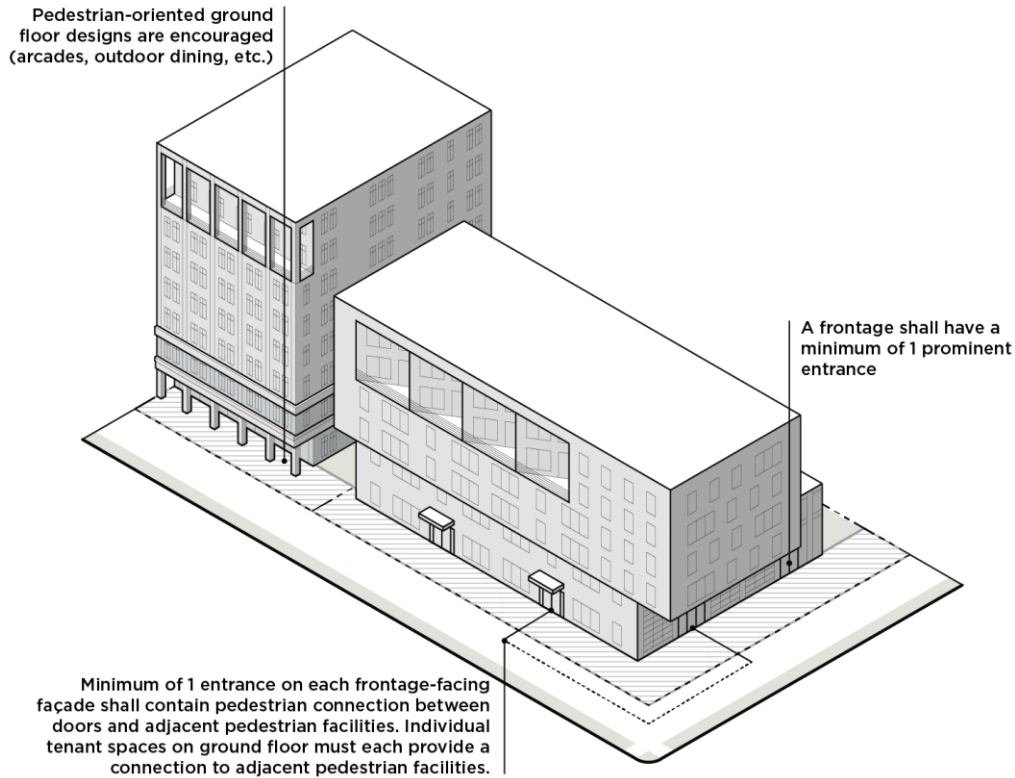 Pedestrian-oriented ground
floor designs are encouraged
(arcades, outdoor dining, etc.)
A frontage shall have a
minimum of 1 prominent
entrance
Minimum of 1 entrance on each frontage-facing
façade shall contain pedestrian connection between
doors and adjacent pedestrian facilities. Individual
tenant spaces on ground floor must each provide a
connection to adjacent pedestrian facilities.